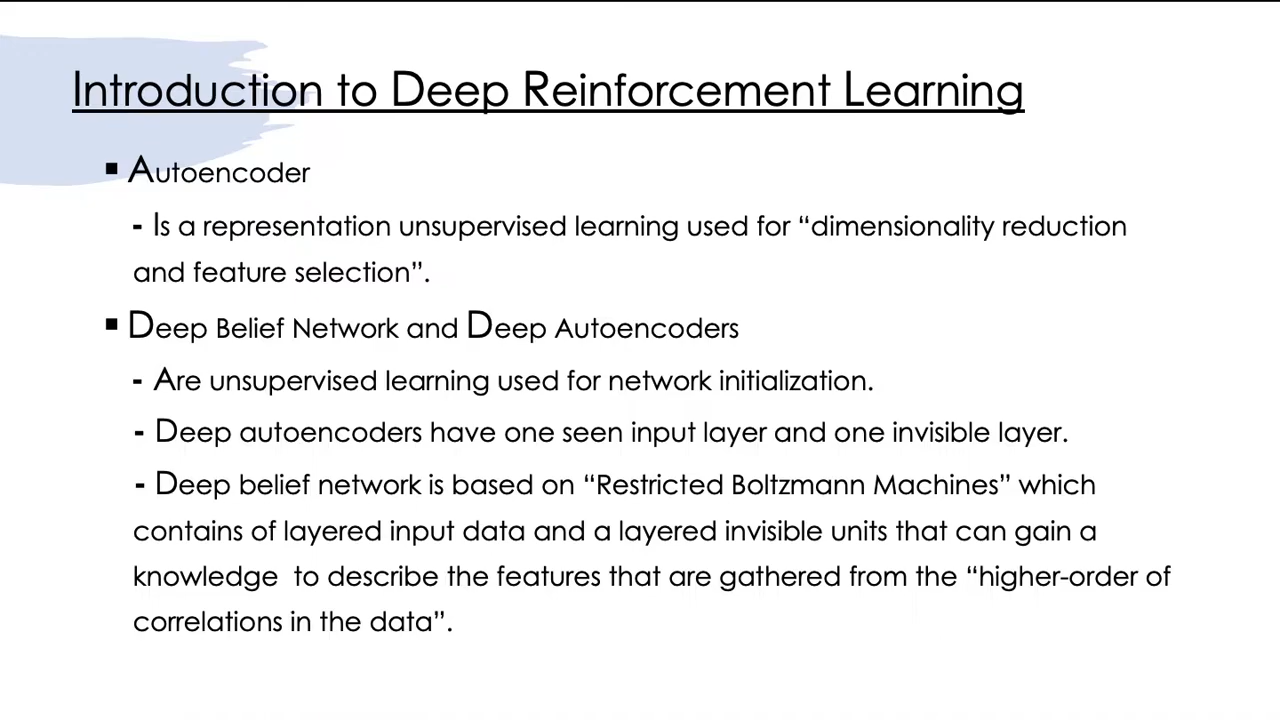 Introduction to Deep Reinforcement Learning
▪ Autoencoder
- Is a representation unsupervised learning used for “dimensionality reduction
and feature selection”.
▪ Deep Belief Network and Deep Autoencoders
- Are unsupervised learning used for network initialization.
- Deep autoencoders have one seen input layer and one invisible layer.
- Deep belief network is based on “Restricted Boltzmann Machines” which
contains of layered input data and a layered invisible units that can gain a
knowledge  to describe the features that are gathered from the “higher-order of
correlations in the data”.